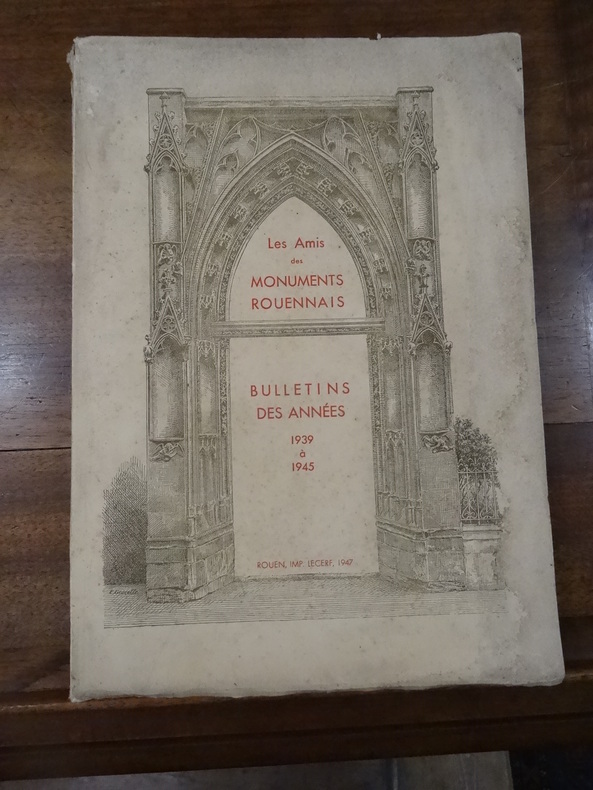 Les Amis
des
MONUMENTS
ROUENNAIS
BULLETINS
DES ANNÉES
1939
à
1945
ROUEN, IMP. LECERF, 1947